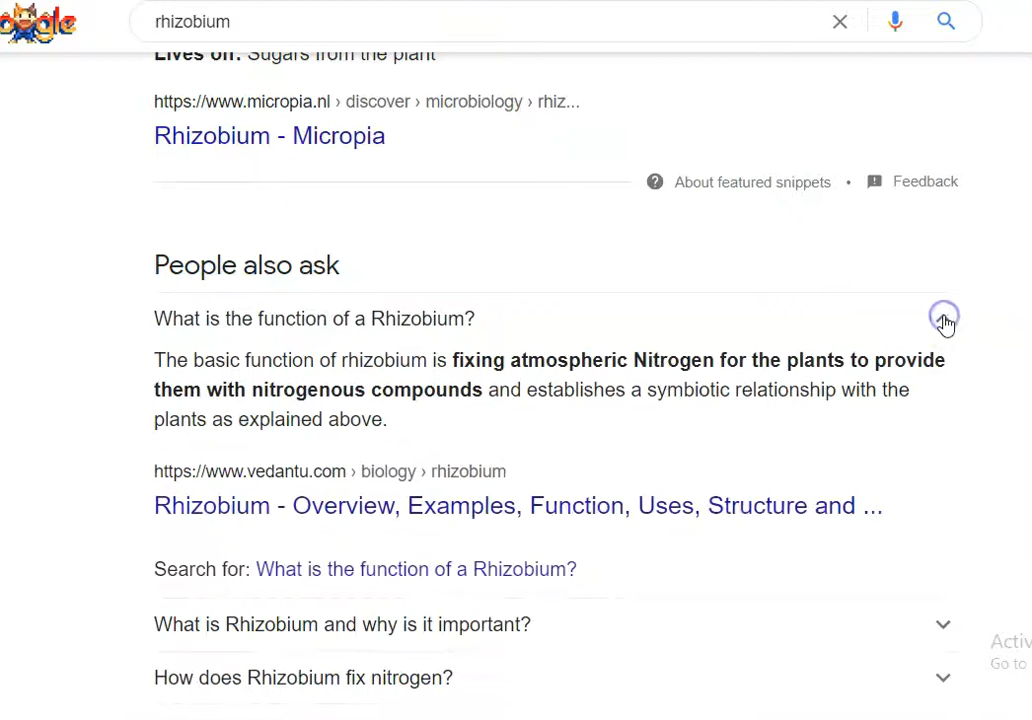 rhizobium
Lives on: Sugars from the plant
https://www.micropia.nl › discover › microbiology › rhiz...
Rhizobium - Micropia
About featured snippets • Feedback
People also ask
What is the function of a Rhizobium?
The basic function of rhizobium is fixing atmospheric Nitrogen for the plants to provide
them with nitrogenous compounds and establishes a symbiotic relationship with the
plants as explained above.
https://www.vedantu.com › biology › rhizobium
Rhizobium - Overview, Examples, Function, Uses, Structure and ...
Search for: What is the function of a Rhizobium?
What is Rhizobium and why is it important?
Activ
Go to
How does Rhizobium fix nitrogen?